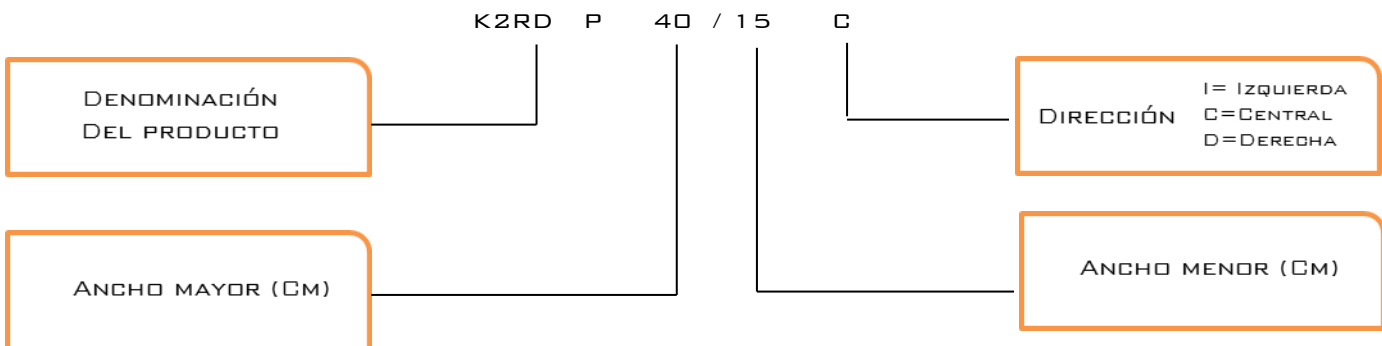 K2RD P 40 / 15 C
Denominación
Del producto
Dirección
I= Izquierda
C=Central
D=Derecha
Ancho mayor (Cm)
Ancho menor (Cm)